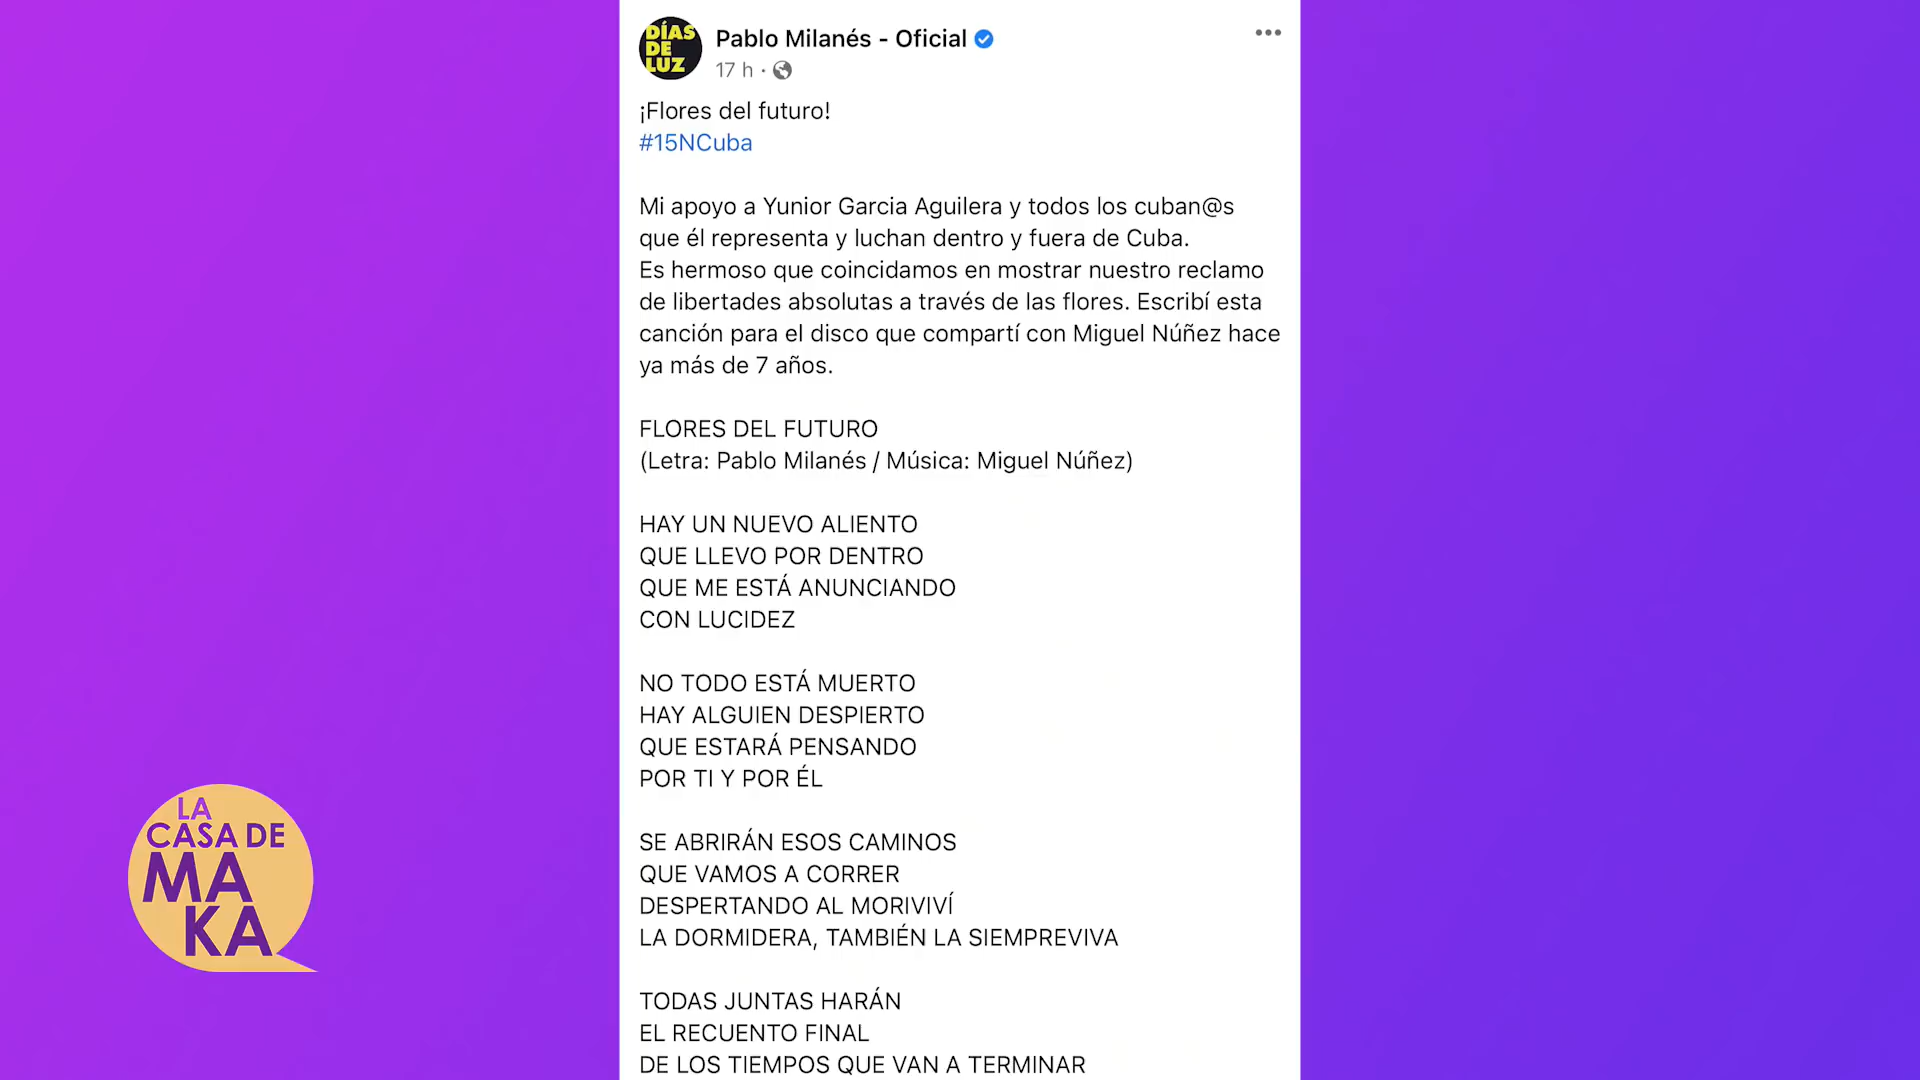 DÍAS
DE
LUZ
Pablo Milanés - Oficial
17 h ·
¡Flores del futuro!
#15NCuba
Mi apoyo a Yunior Garcia Aguilera y todos los cuban@s
que él representa y luchan dentro y fuera de Cuba.
Es hermoso que coincidamos en mostrar nuestro reclamo
de libertades absolutas a través de las flores. Escribí esta
canción para el disco que compartí con Miguel Núñez hace
ya más de 7 años.
FLORES DEL FUTURO
(Letra: Pablo Milanés / Música: Miguel Núñez)
HAY UN NUEVO ALIENTO
QUE LLEVO POR DENTRO
QUE ME ESTÁ ANUNCIANDO
CON LUCIDEZ
NO TODO ESTÁ MUERTO
HAY ALGUIEN DESPIERTO
QUE ESTARÁ PENSANDO
POR TI Y POR ÉL
SE ABRIRÁN ESOS CAMINOS
QUE VAMOS A CORRER
DESPERTANDO AL MORIVIVÍ
LA DORMIDERA, TAMBIÉN LA SIEMPREVIVA
TODAS JUNTAS HARÁN
EL RECUENTO FINAL
DE LOS TIEMPOS QUE VAN A TERMINAR
LA
CASA DE
MA
KA